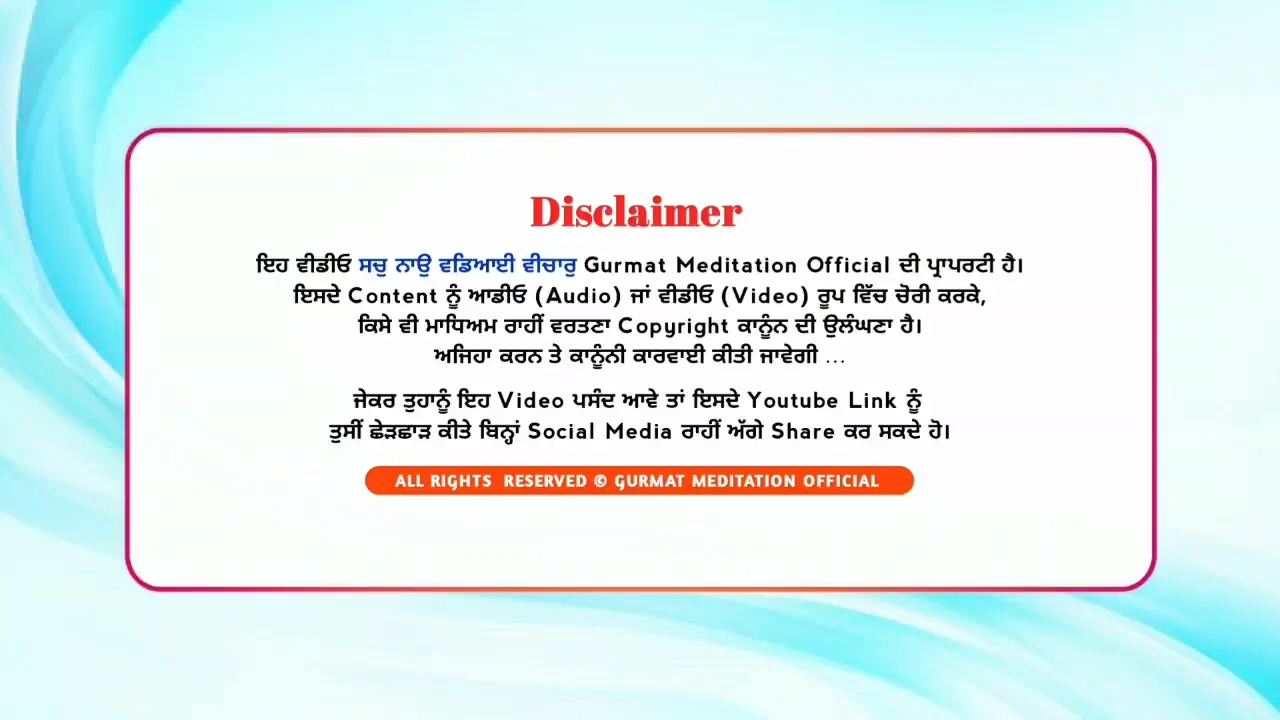 Disclaimer
ਇਹ ਵੀਡੀਓ ਸਚੁ ਨਾਉ ਵਡਿਆਈ ਵੀਚਾਰੁ Gurmat Meditation Official ਦੀ ਪ੍ਰਾਪਰਟੀ ਹੈ।
ਇਸਦੇ Content ਨੂੰ ਆਡੀਓ (Audio) ਜਾਂ ਵੀਡੀਓ (Video) ਰੂਪ ਵਿੱਚ ਚੋਰੀ ਕਰਕੇ,
ਕਿਸੇ ਵੀ ਮਾਧਿਅਮ ਰਾਹੀਂ ਵਰਤਣਾ Copyright ਕਾਨੂੰਨ ਦੀ ਉਲੰਘਣਾ ਹੈ।
ਅਜਿਹਾ ਕਰਨ ਤੇ ਕਾਨੂੰਨੀ ਕਾਰਵਾਈ ਕੀਤੀ ਜਾਵੇਗੀ ...
ਜੇਕਰ ਤੁਹਾਨੂੰ ਇਹ Video ਪਸੰਦ ਆਵੇ ਤਾਂ ਇਸਦੇ Youtube Link ਨੂੰ
ਤੁਸੀਂ ਛੇੜਛਾੜ ਕੀਤੇ ਬਿਨ੍ਹਾਂ Social Media ਰਾਹੀਂ ਅੱਗੇ Share ਕਰ ਸਕਦੇ ਹੋ।
ALL RIGHTS RESERVED © GURMAT MEDITATION OFFICIAL